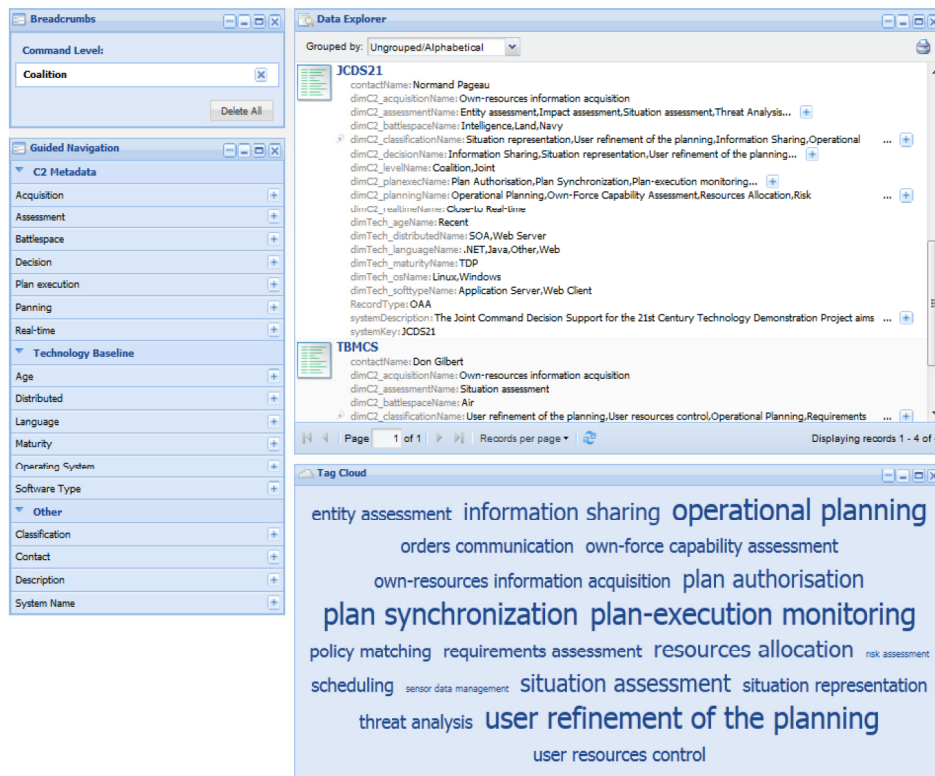 Breadcrumbs
Command Level:
Coalition
Delete All
Guided Navigation
C2 Metadata
Acquisition
Assessment
Battlespace
Decision
Plan execution
Panning
Real-time
Technology Baseline
Age
Distributed
Language
Maturity
Operating System
Software Type
Other
Classification
Contact
Description
System Name
Data Explorer
Grouped by: Ungrouped/Alphabetical
JCDS21
contactName: Normand Pageau
dimC2_acquisitionName: Own-resources information acquisition
dimC2_assessmentName: Entity assessment,Impact assessment,Situation assessment,Threat Analysis...
dimC2_battlespaceName: Intelligence,Land,Navy
dimC2_classificationName: Situation representation,User refinement of the planning,Information Sharing,Operational ...
dimC2_decisionName: Information Sharing,Situation representation,User refinement of the planning...
dimC2_levelName: Coalition,Joint
dimC2_planexecName: Plan Authorisation,Plan Synchronization,Plan-execution monitoring...
dimC2_planningName: Operational Planning,Own-Force Capability Assessment,Resources Allocation,Risk ...
dimC2_realtimeName: Close-to Real-time
dimTech_ageName: Recent
dimTech_distributedName: SOA,Web Server
dimTech_languageName: .NET,Java,Other,Web
dimTech_maturityName: TDP
dimTech_osName: Linux,Windows
dimTech_softtypeName: Application Server,Web Client
RecordType: OAA
systemDescription: The Joint Command Decision Support for the 21st Century Technology Demonstration Project aims ...
systemKey: JCDS21
TBMCS
contactName: Don Gilbert
dimC2_acquisitionName: Own-resources information acquisition
dimC2_assessmentName: Situation assessment
dimC2_battlespaceName: Air
dimC2_classificationName: User refinement of the planning,User resources control,Operational Planning,Requirements ...
Page 1 of 1 Records per page Displaying records 1 - 4 of
Tag Cloud
entity assessment information sharing operational planning
orders communication own-force capability assessment
own-resources information acquisition plan authorisation
plan synchronization plan-execution monitoring
policy matching requirements assessment resources allocation risk assessment
scheduling sensor data management situation assessment situation representation
threat analysis user refinement of the planning
user resources control